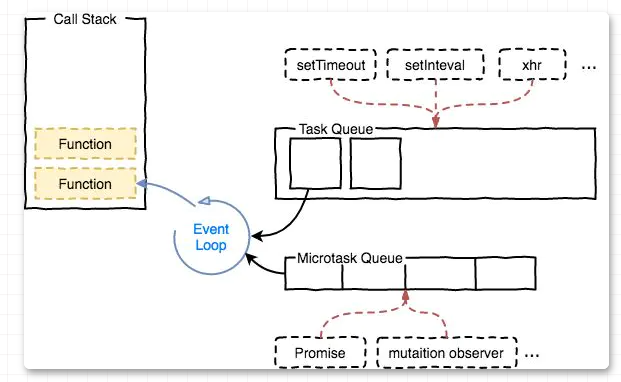 Call Stack
Function
Function
Event
Loop
setTimeout
setInteval
xhr
...
Task Queue
Microtask Queue
Promise
mutaition observer
...